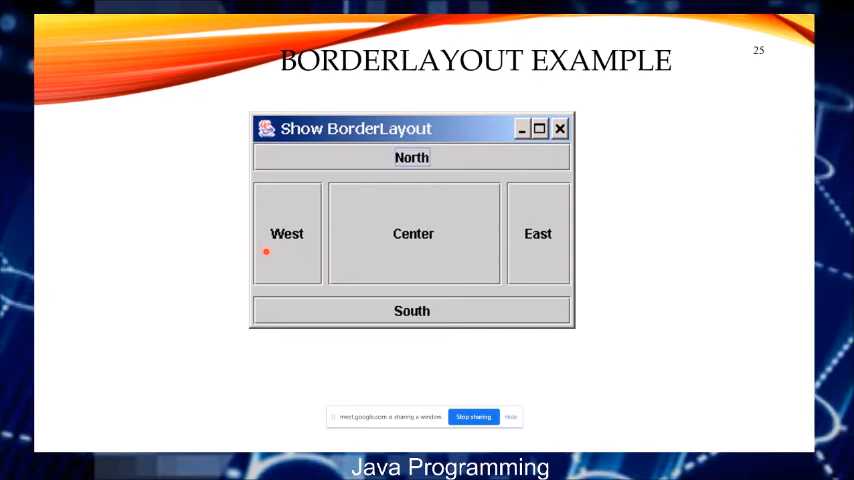 BORDERLAYOUT EXAMPLE
25
Show BorderLayout
North
West
Center
East
South
meet.google.com is sharing a window.
Stop sharing
Hide
Java Programming